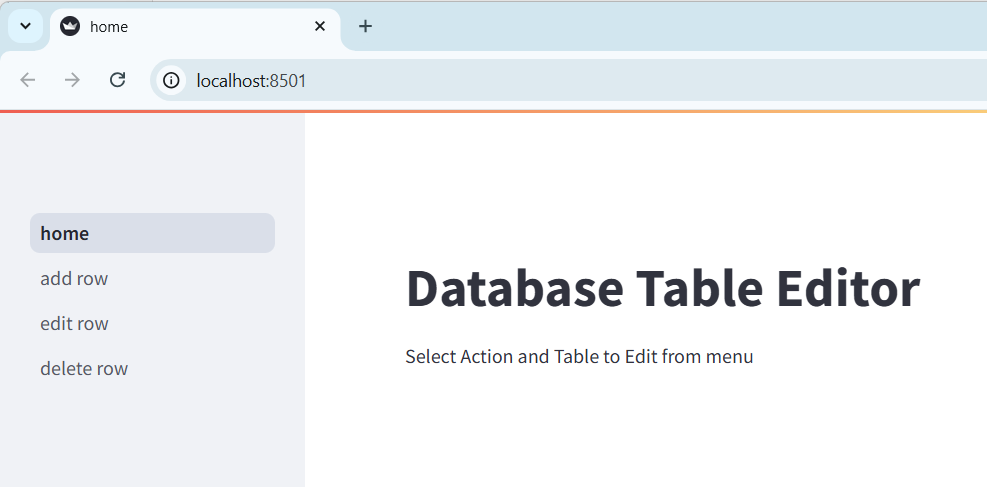 home
localhost:8501
home
add row
edit row
delete row
Database Table Editor
Select Action and Table to Edit from menu